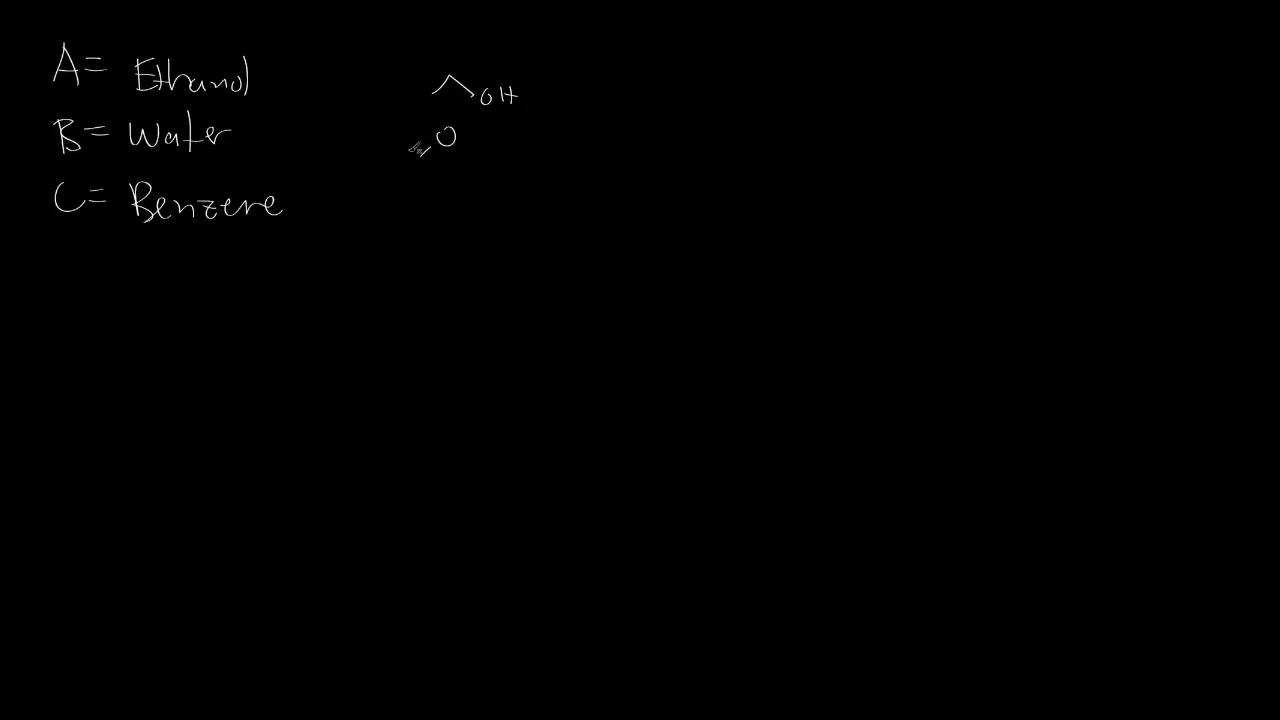 A = Ethanol
OH
B = Water
O
C = Benzene